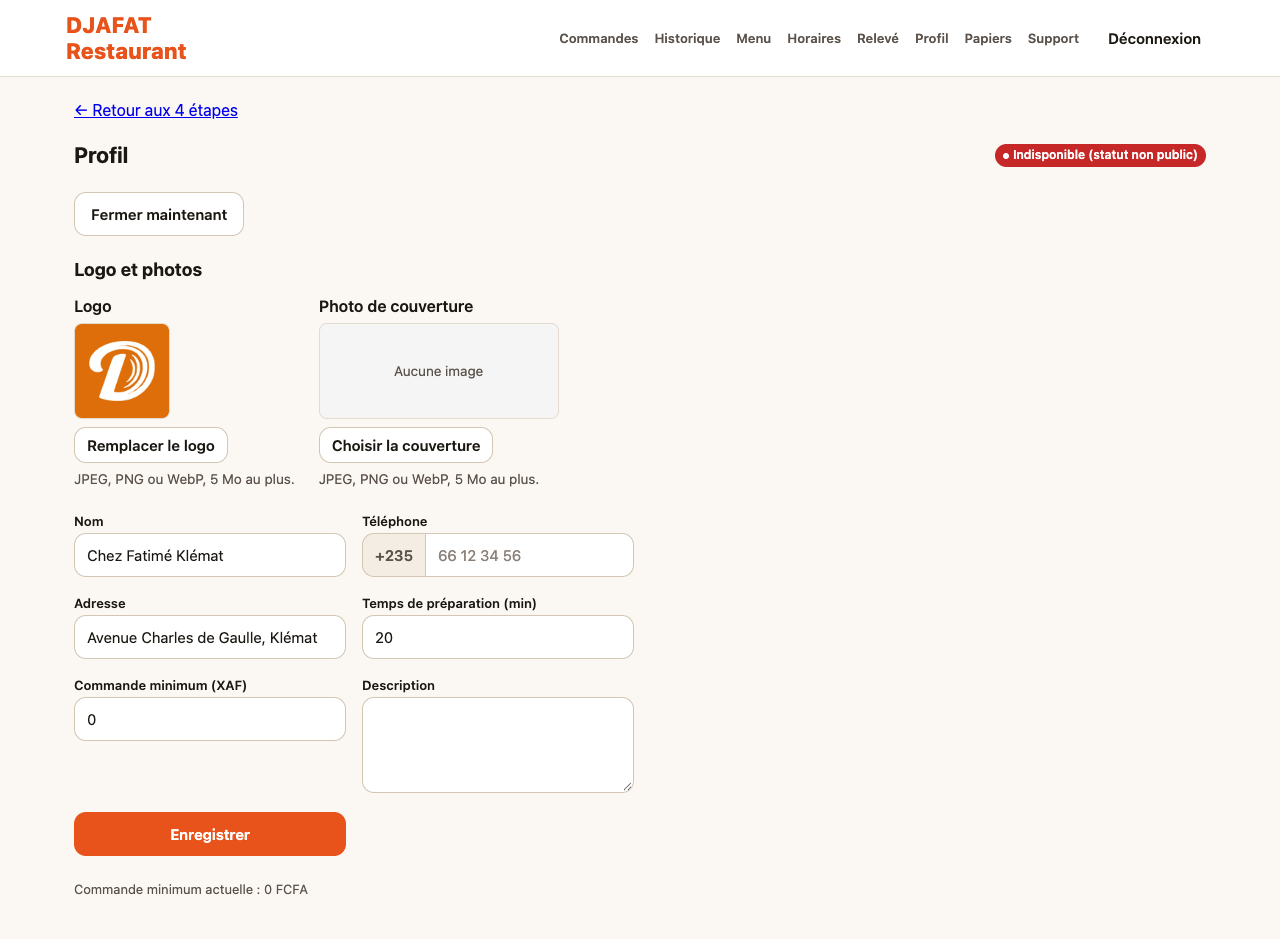 DJAFAT
Restaurant
Commandes Historique Menu Horaires Relevé Profil Papiers Support Déconnexion
← Retour aux 4 étapes
Profil
● Indisponible (statut non public)
Fermer maintenant
Logo et photos
Logo
Photo de couverture
D
Aucune image
Remplacer le logo
Choisir la couverture
JPEG, PNG ou WebP, 5 Mo au plus.
JPEG, PNG ou WebP, 5 Mo au plus.
Nom
Téléphone
Chez Fatimé Klémat
+235 66 12 34 56
Adresse
Temps de préparation (min)
Avenue Charles de Gaulle, Klémat
20
Commande minimum (XAF)
Description
0
Enregistrer
Commande minimum actuelle : 0 FCFA